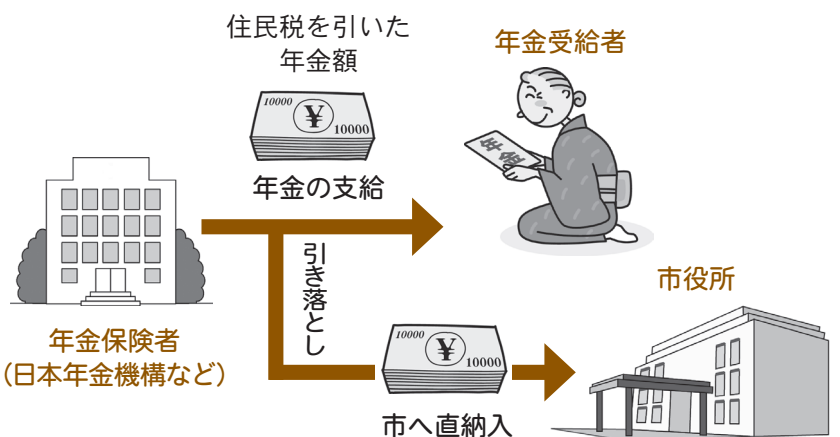 住民税を引いた
年金額
年金受給者
10000
¥
10000
年金の支給
年金
引き落とし
市役所
年金保険者
(日本年金機構など)
10000
¥
10000
市へ直納入